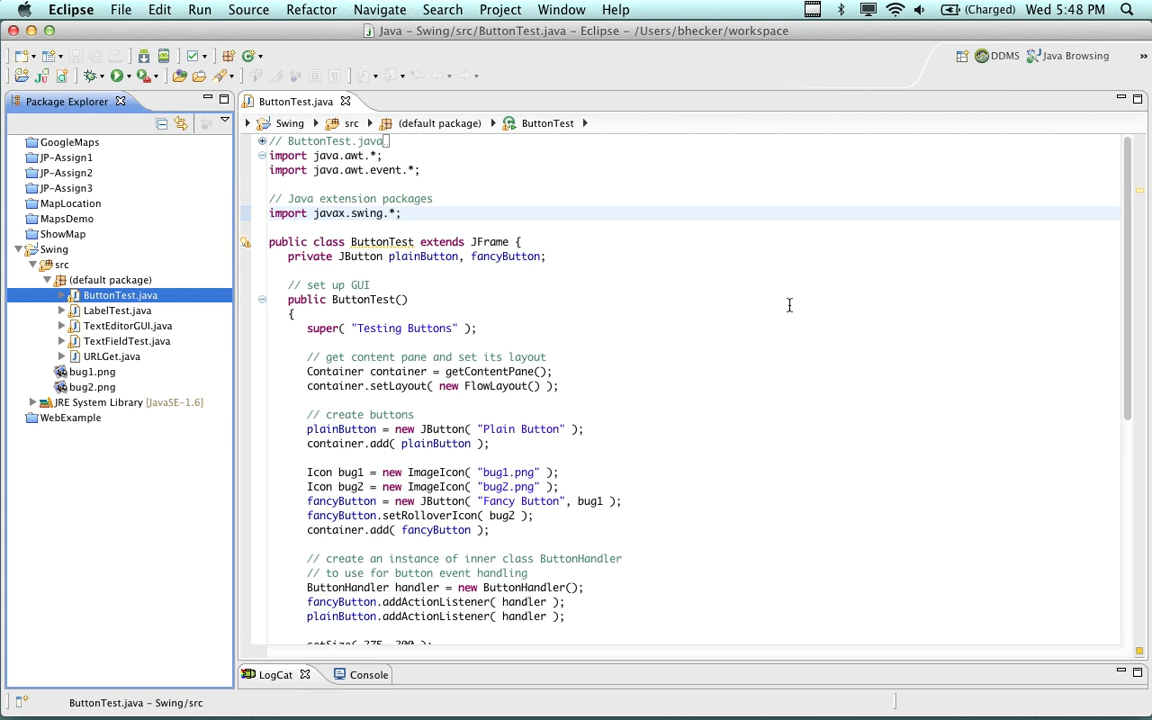 Eclipse File Edit Run Source Refactor Navigate Search Project Window Help (Charged) Wed 5:48 PM
Java – Swing/src/ButtonTest.java – Eclipse – /Users/bhecker/workspace
DDMS Java Browsing »
Package Explorer
GoogleMaps
JP-Assign1
JP-Assign2
JP-Assign3
MapLocation
MapsDemo
ShowMap
Swing
src
(default package)
ButtonTest.java
LabelTest.java
TextEditorGUI.java
TextFieldTest.java
URLGet.java
bug1.png
bug2.png
JRE System Library [JavaSE-1.6]
WebExample
ButtonTest.java
Swing src (default package) ButtonTest
// ButtonTest.java
import java.awt.*;
import java.awt.event.*;
// Java extension packages
import javax.swing.*;
public class ButtonTest extends JFrame {
private JButton plainButton, fancyButton;
// set up GUI
public ButtonTest()
{
super( "Testing Buttons" );
// get content pane and set its layout
Container container = getContentPane();
container.setLayout( new FlowLayout() );
// create buttons
plainButton = new JButton( "Plain Button" );
container.add( plainButton );
Icon bug1 = new ImageIcon( "bug1.png" );
Icon bug2 = new ImageIcon( "bug2.png" );
fancyButton = new JButton( "Fancy Button", bug1 );
fancyButton.setRolloverIcon( bug2 );
container.add( fancyButton );
// create an instance of inner class ButtonHandler
// to use for button event handling
ButtonHandler handler = new ButtonHandler();
fancyButton.addActionListener( handler );
plainButton.addActionListener( handler );
setSize( 275, 200 );
LogCat Console
ButtonTest.java – Swing/src